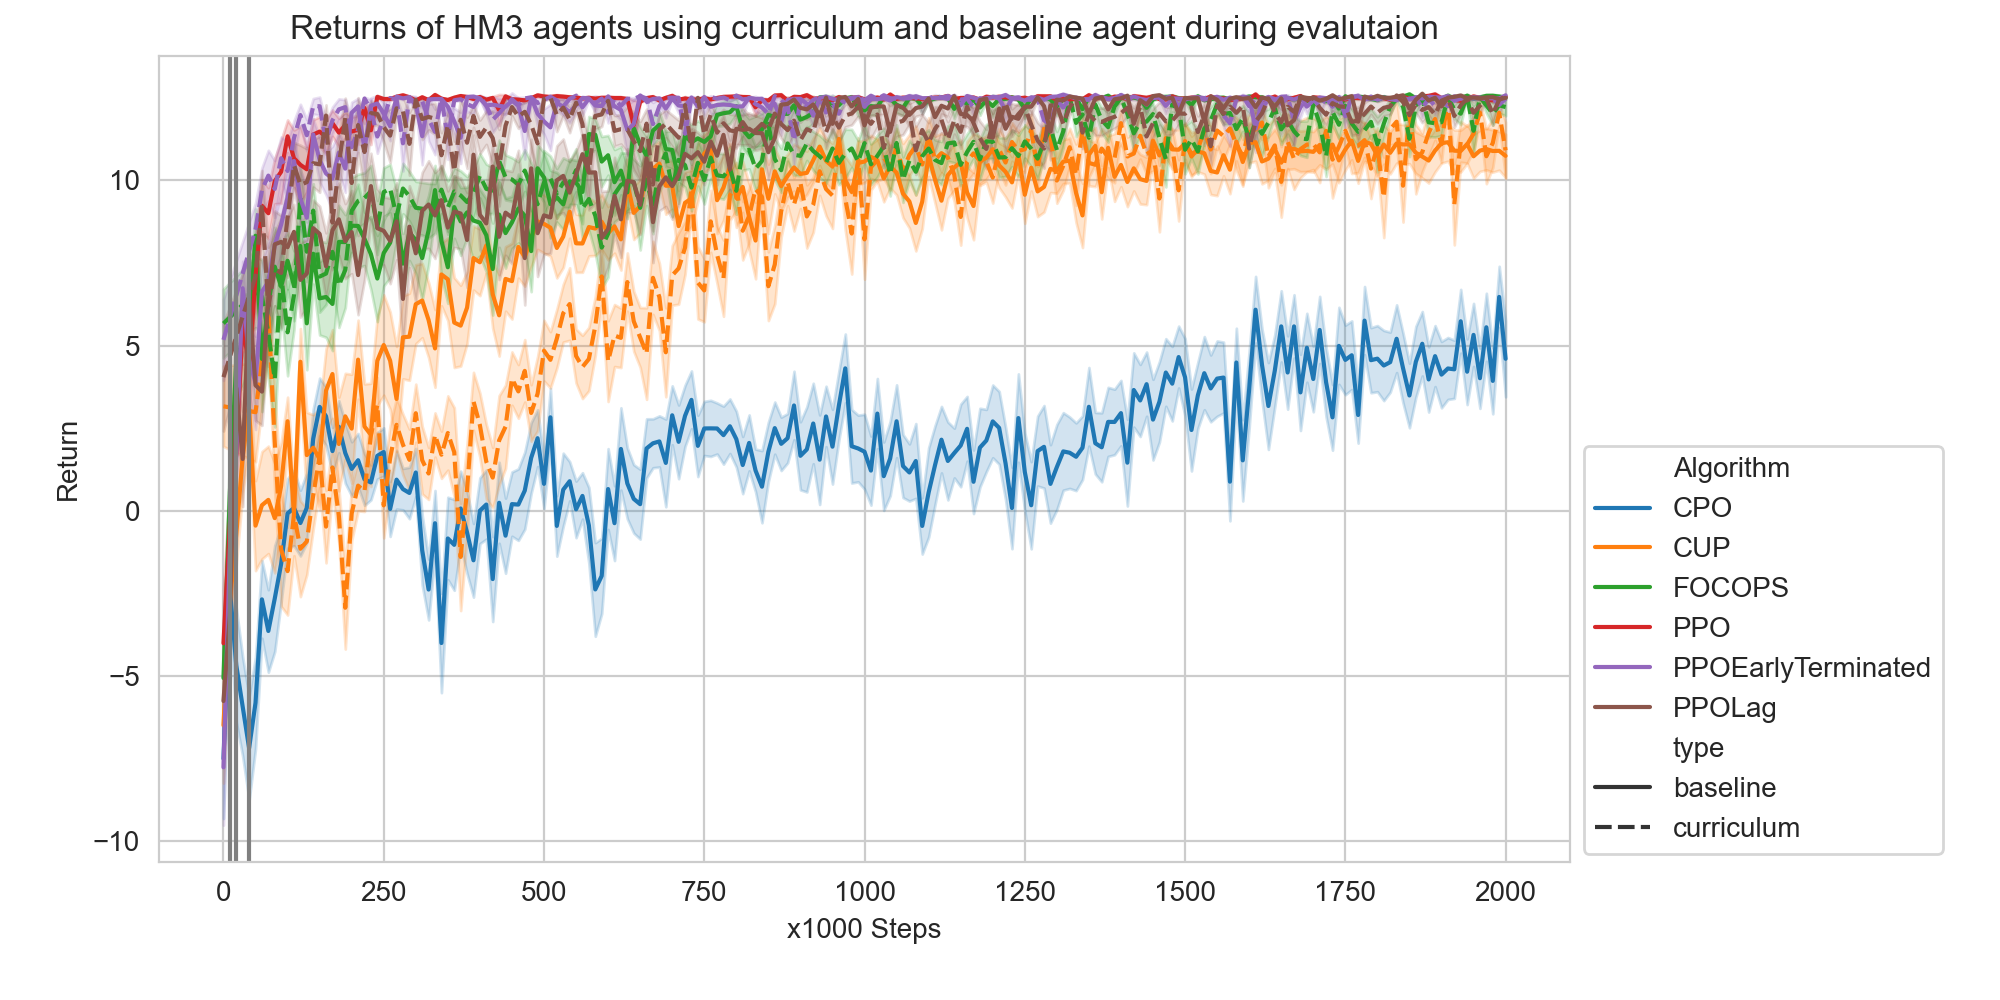 Returns of HM3 agents using curriculum and baseline agent during evalutaion
Return
10
5
0
−5
−10
0 250 500 750 1000 1250 1500 1750 2000
x1000 Steps
Algorithm
CPO
CUP
FOCOPS
PPO
PPOEarlyTerminated
PPOLag
type
baseline
curriculum